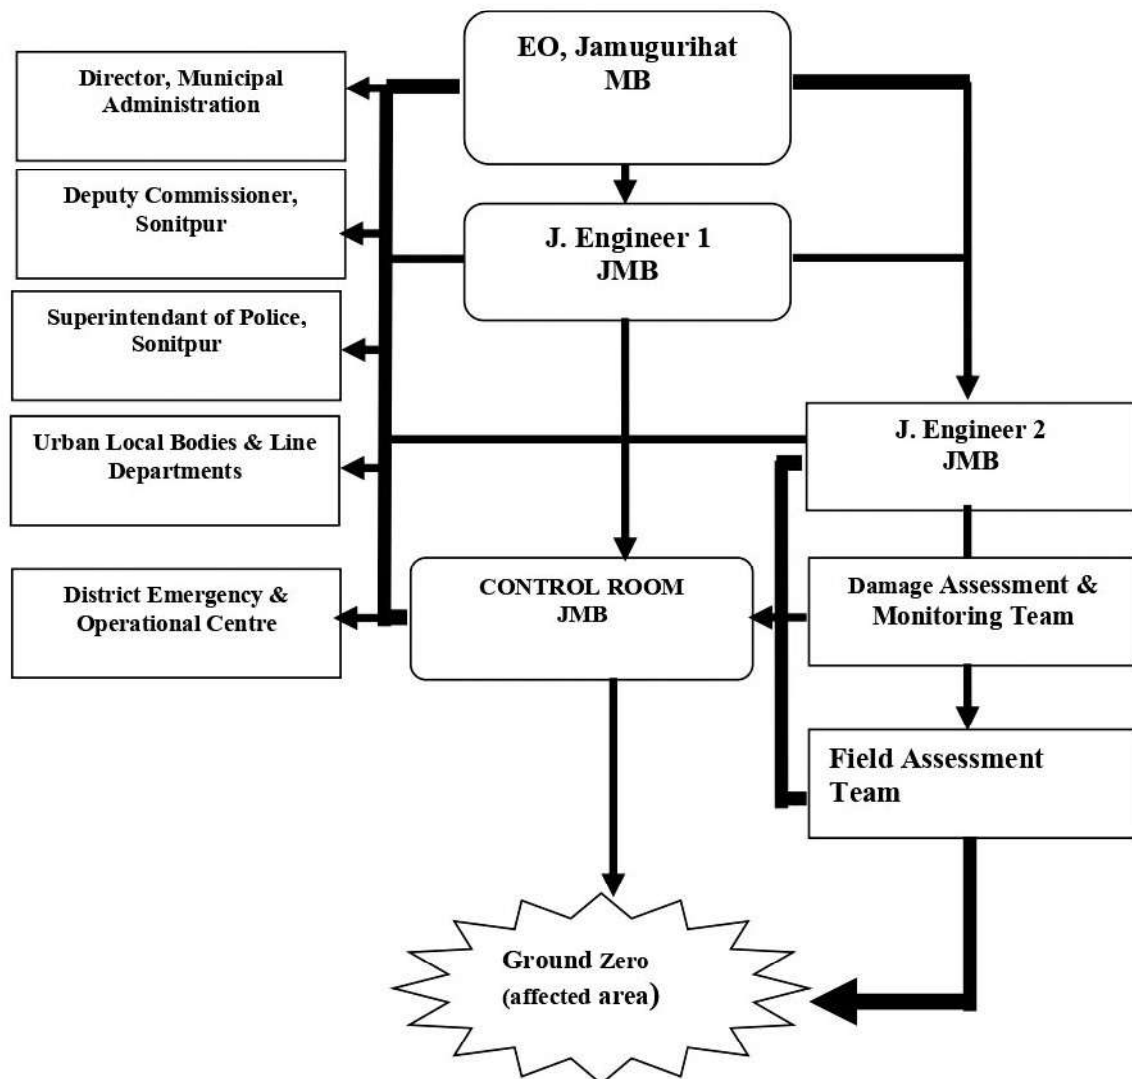 EO, Jamugurihat
MB
Director, Municipal
Administration
Deputy Commissioner,
Sonitpur
J. Engineer 1
JMB
Superintendant of Police,
Sonitpur
Urban Local Bodies & Line
Departments
J. Engineer 2
JMB
District Emergency &
Operational Centre
CONTROL ROOM
JMB
Damage Assessment &
Monitoring Team
Field Assessment
Team
Ground Zero
(affected area)